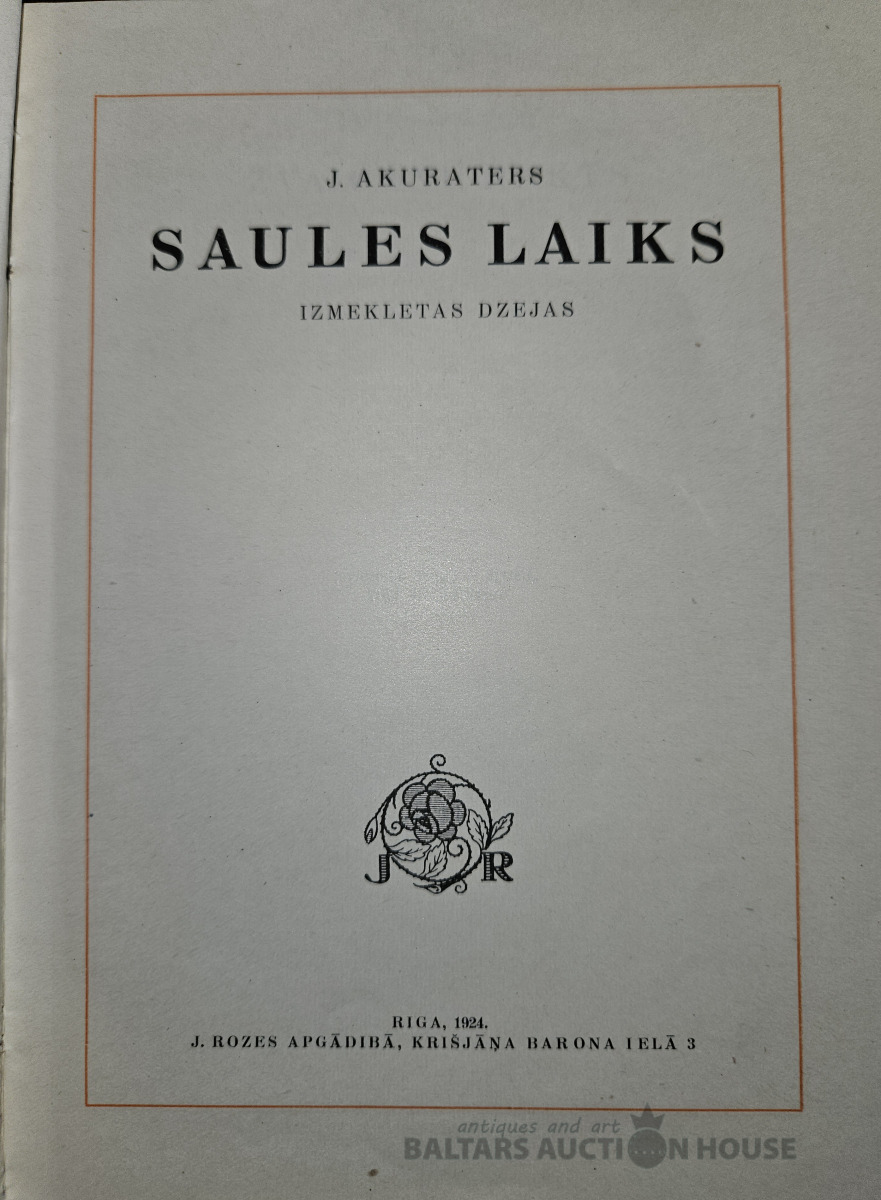 J. AKURATERS
SAULES LAIKS
IZMEKLETAS DZEJAS
J R
RIGA, 1924.
J. ROZES APGĀDIBĀ, KRIŠJĀŅA BARONA IELĀ 3
antiques and art
BALTARS AUCTION HOUSE